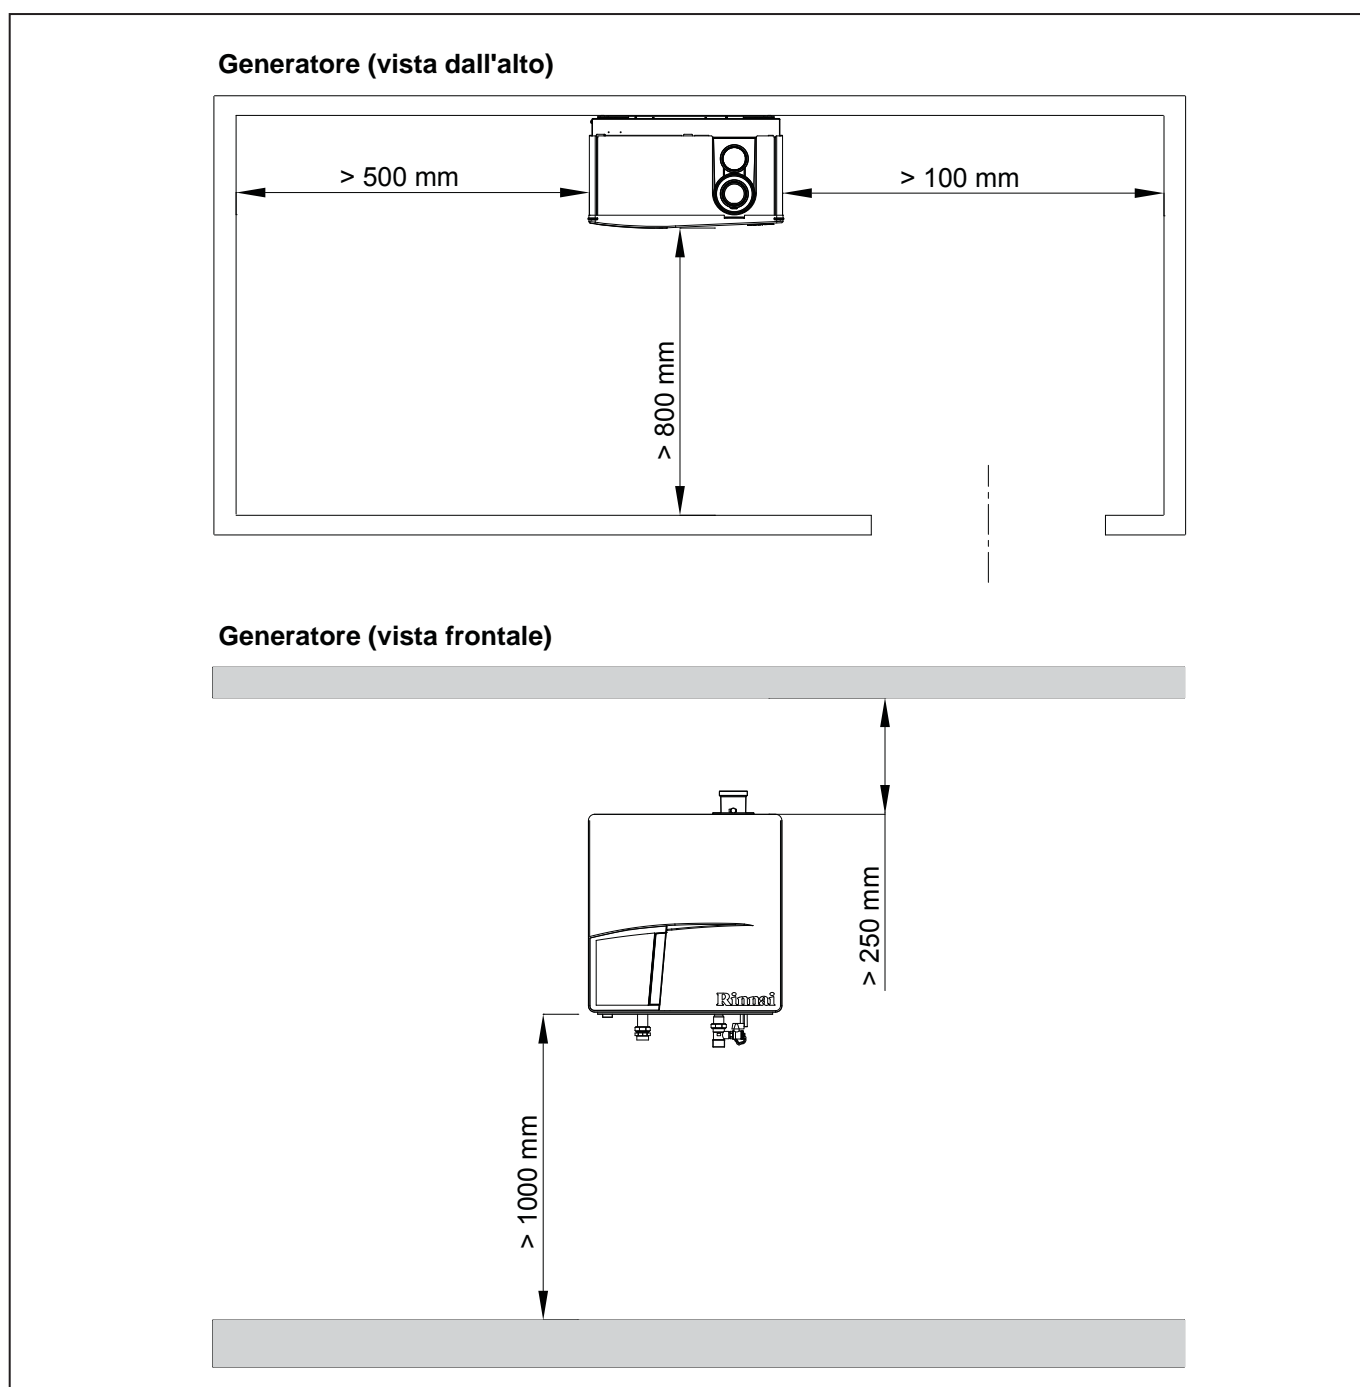 Generatore (vista dall'alto)
> 500 mm
> 100 mm
> 800 mm
Generatore (vista frontale)
> 250 mm
Rinnai
> 1000 mm